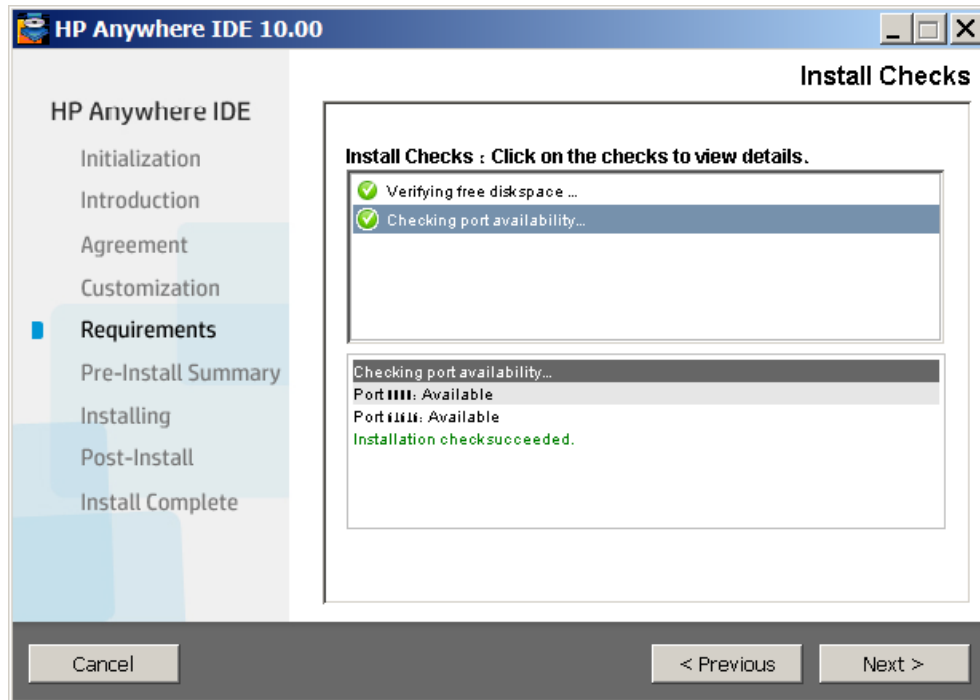 HP Anywhere IDE 10.00
Install Checks
HP Anywhere IDE
Initialization
Introduction
Agreement
Customization
Requirements
Pre-Install Summary
Installing
Post-Install
Install Complete
Install Checks : Click on the checks to view details.
Verifying free diskspace ...
Checking port availability...
Checking port availability...
Port : Available
Port : Available
Installation checksucceeded.
Cancel
< Previous
Next >